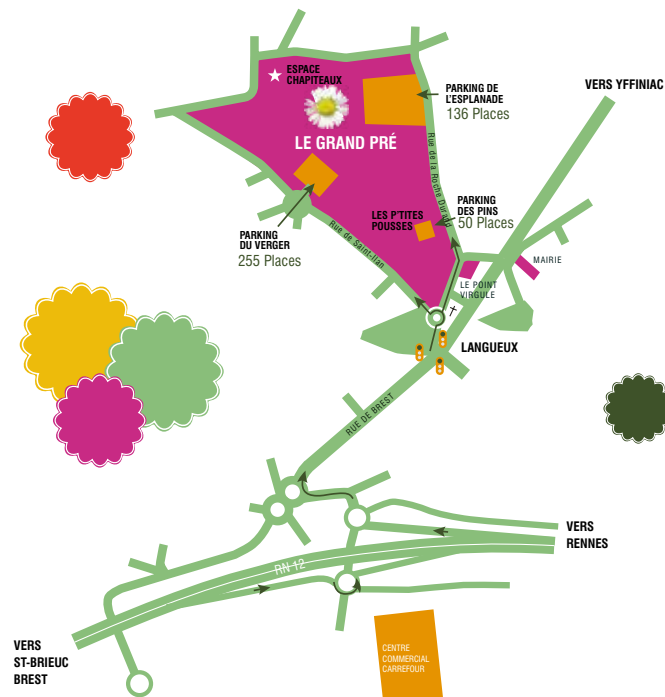 ESPACE
CHAPITEAUX
PARKING DE
L'ESPLANADE
136 Places
VERS YFFINIAC
LE GRAND PRÉ
Rue de la Roche Durand
PARKING
DES PINS
50 Places
LES P'TITES
POUSSES
PARKING
DU VERGER
255 Places
Rue de Saint-Ilan
MAIRIE
LE POINT
VIRGULE
LANGUEUX
RUE DE BREST
VERS
RENNES
RN 12
VERS
ST-BRIEUC
BREST
CENTRE
COMMERCIAL
CARREFOUR